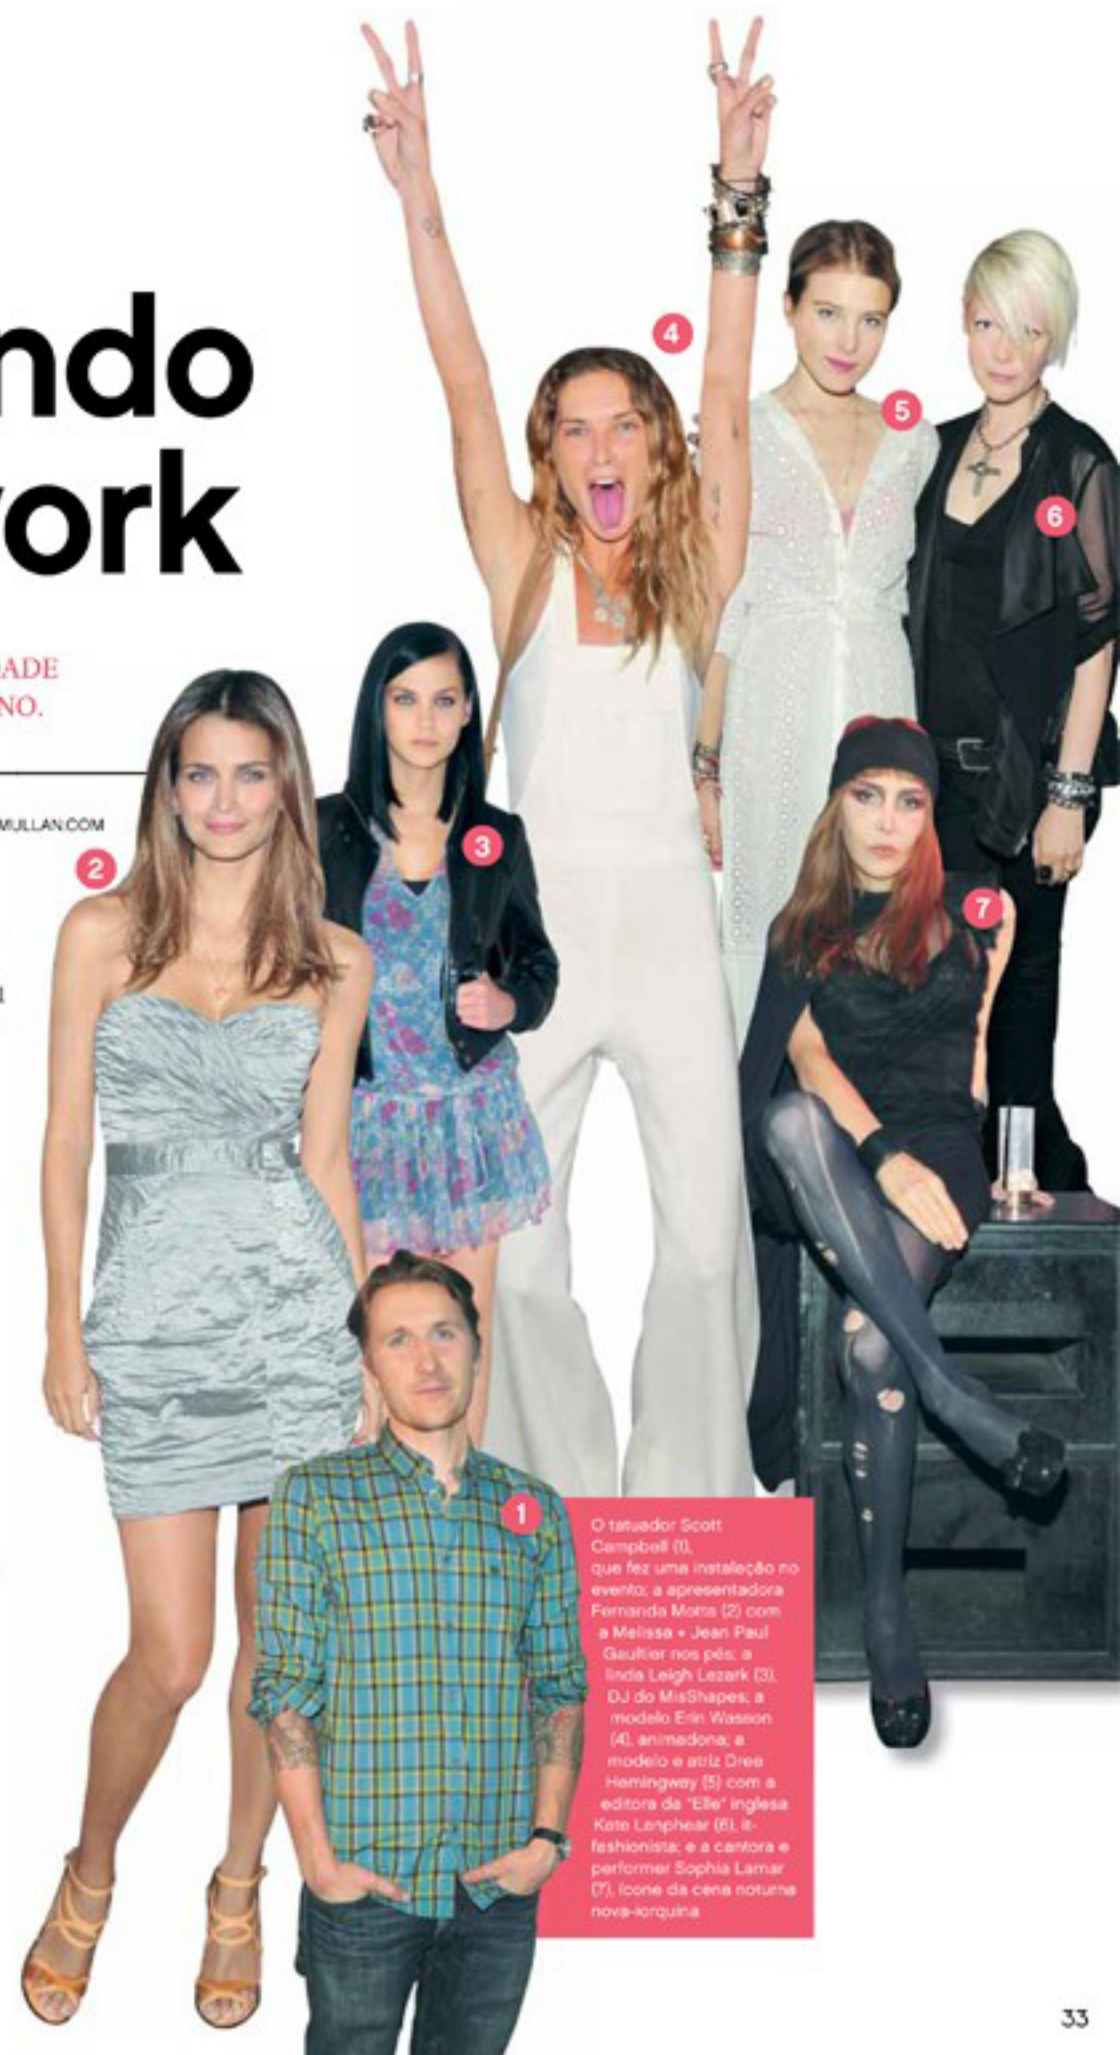 ndo
york
ADE
NO.
MULLAN.COM
4
5
6
3
2
7
1
O tatuador Scott
Campbell (1),
que fez uma instalação no
evento; a apresentadora
Fernanda Motta (2) com
a Melissa + Jean Paul
Gaultier nos pés; a
linda Leigh Lezark (3),
DJ do MisShapes; a
modelo Erin Wasson
(4), animadona; a
modelo e atriz Dree
Hemingway (5) com a
editora da "Elle" inglesa
Kate Lanphear (6), it-
fashionista; e a cantora e
performer Sophia Lamar
(7), ícone da cena noturna
nova-iorquina
33